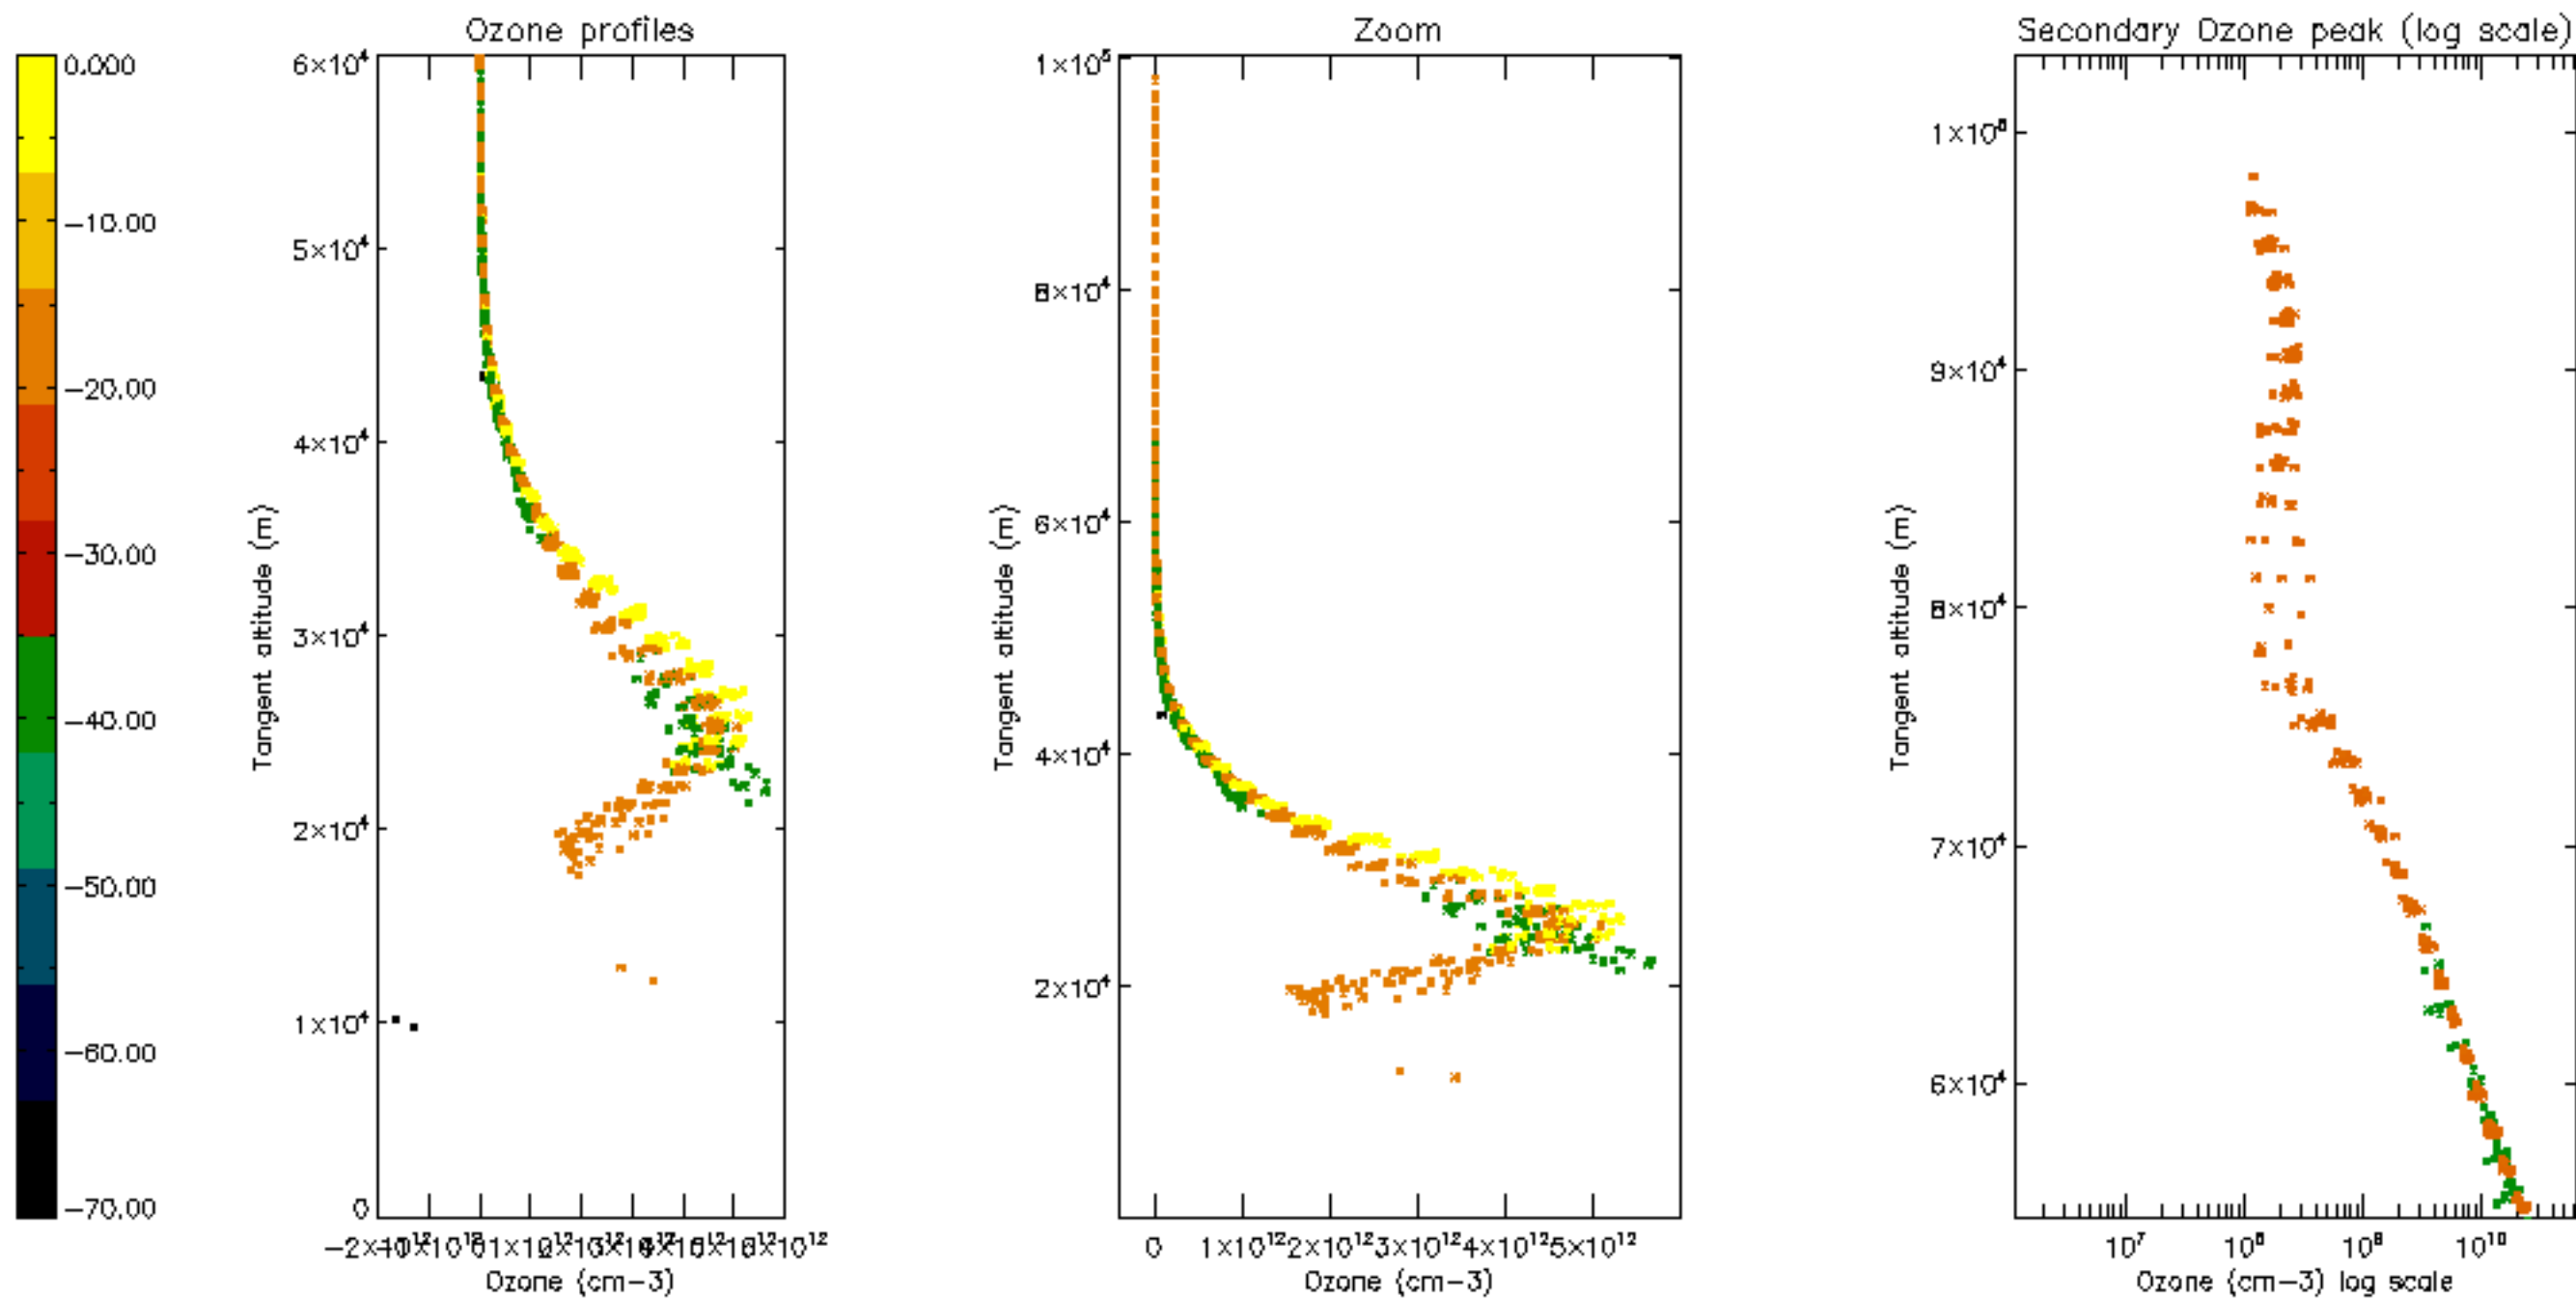 Ozone profiles
Zoom
Secondary Ozone peak (log scale)
0.000
−10.00
−20.00
−30.00
−40.00
−50.00
−60.00
−70.00
6×10⁴
5×10⁴
4×10⁴
3×10⁴
2×10⁴
1×10⁴
0
Tangent altitude (m)
Ozone (cm−3)
1×10⁵
8×10⁴
6×10⁴
4×10⁴
2×10⁴
Tangent altitude (m)
0 1×10¹² 2×10¹² 3×10¹² 4×10¹² 5×10¹²
Ozone (cm−3)
9×10⁴
8×10⁴
7×10⁴
6×10⁴
Tangent altitude (m)
10⁷ 10⁸ 10⁹ 10¹⁰
Ozone (cm−3) log scale